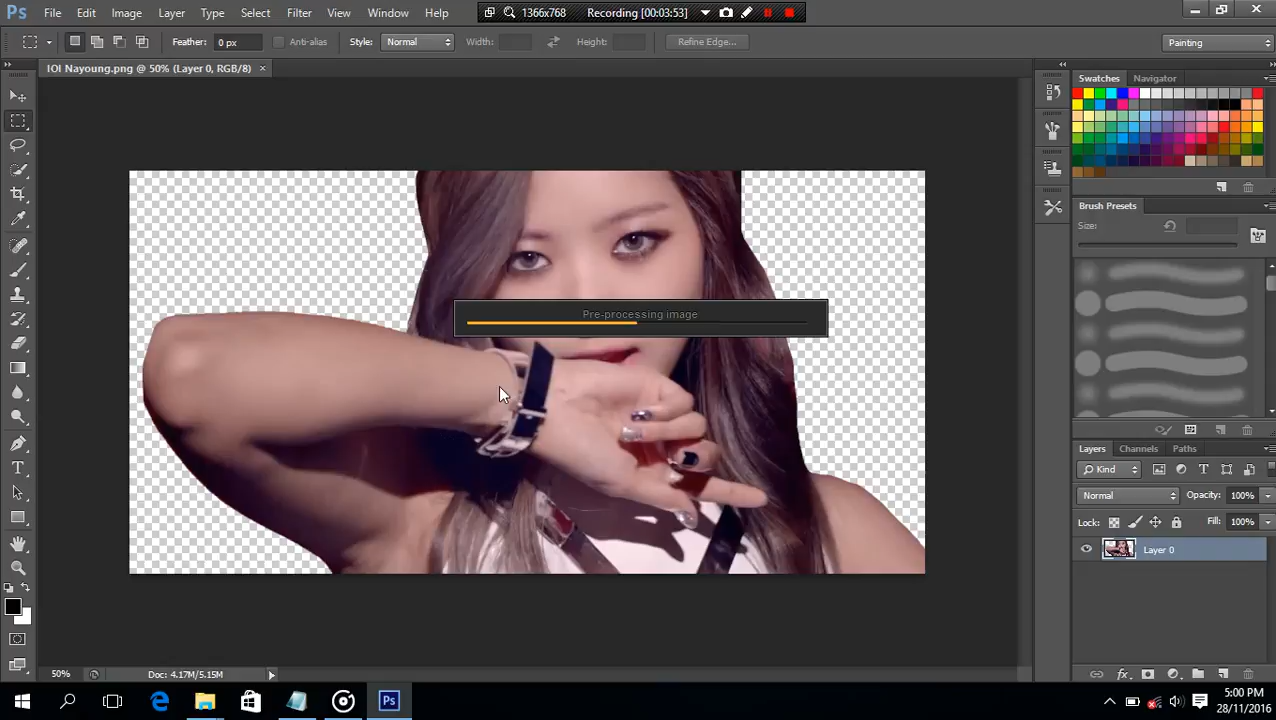 Ps File Edit Image Layer Type Select Filter View Window Help 1366x768 Recording [00:03:53]
Feather: 0 px Anti-alias Style: Normal Width: Height: Refine Edge... Painting
IOI Nayoung.png @ 50% (Layer 0, RGB/8) ×
Swatches Navigator
Brush Presets
Size:
Pre-processing image
Layers Channels Paths
Kind
Normal Opacity: 100%
Lock: Fill: 100%
Layer 0
50% Doc: 4.17M/5.15M
Ps
5:00 PM
28/11/2016